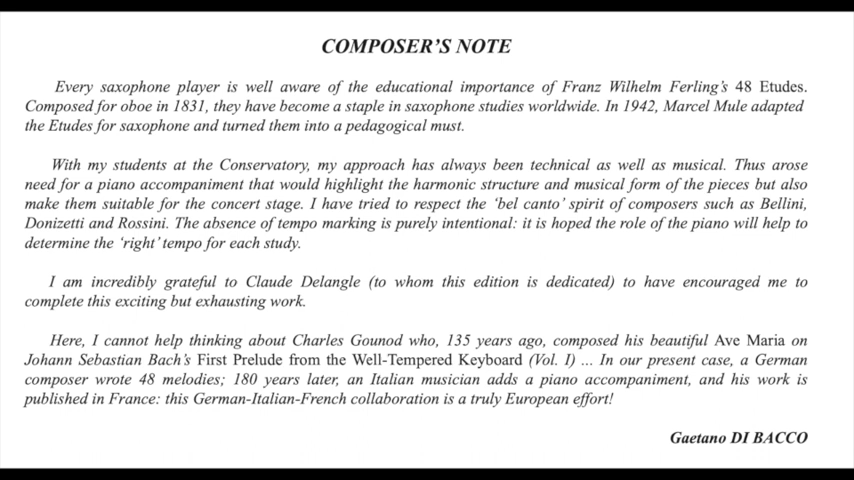 COMPOSER'S NOTE
Every saxophone player is well aware of the educational importance of Franz Wilhelm Ferling's 48 Etudes.
Composed for oboe in 1831, they have become a staple in saxophone studies worldwide. In 1942, Marcel Mule adapted
the Etudes for saxophone and turned them into a pedagogical must.
With my students at the Conservatory, my approach has always been technical as well as musical. Thus arose
need for a piano accompaniment that would highlight the harmonic structure and musical form of the pieces but also
make them suitable for the concert stage. I have tried to respect the ‘bel canto’ spirit of composers such as Bellini,
Donizetti and Rossini. The absence of tempo marking is purely intentional: it is hoped the role of the piano will help to
determine the ‘right’ tempo for each study.
I am incredibly grateful to Claude Delangle (to whom this edition is dedicated) to have encouraged me to
complete this exciting but exhausting work.
Here, I cannot help thinking about Charles Gounod who, 135 years ago, composed his beautiful Ave Maria on
Johann Sebastian Bach's First Prelude from the Well-Tempered Keyboard (Vol. I) ... In our present case, a German
composer wrote 48 melodies; 180 years later, an Italian musician adds a piano accompaniment, and his work is
published in France: this German-Italian-French collaboration is a truly European effort!
Gaetano DI BACCO